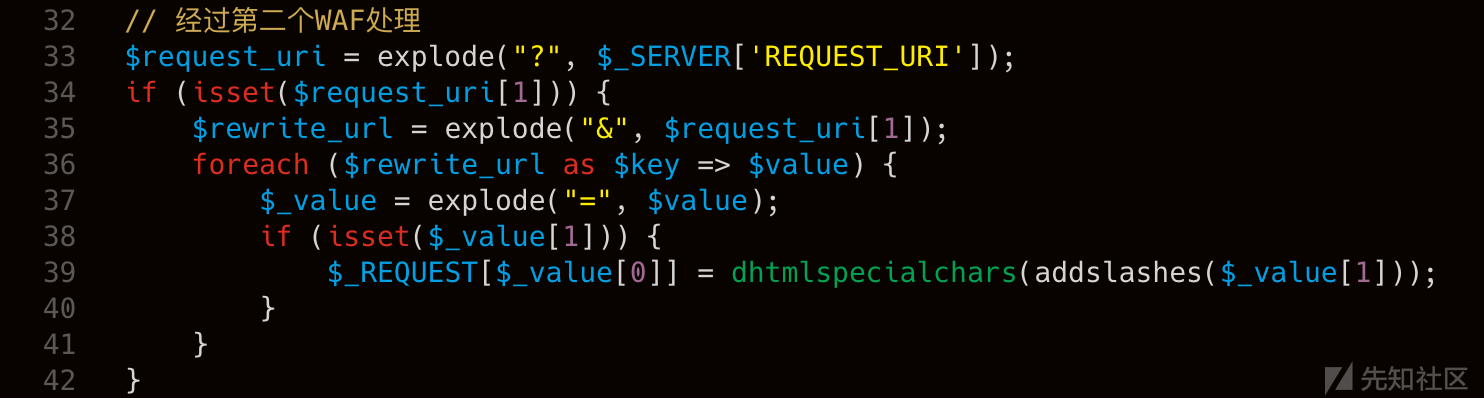 32 // 经过第二个WAF处理
33 $request_uri = explode("?", $_SERVER['REQUEST_URI']);
34 if (isset($request_uri[1])) {
35 $rewrite_url = explode("&", $request_uri[1]);
36 foreach ($rewrite_url as $key => $value) {
37 $_value = explode("=", $value);
38 if (isset($_value[1])) {
39 $_REQUEST[$_value[0]] = dhtmlspecialchars(addslashes($_value[1]));
40 }
41 }
42 }
先知社区